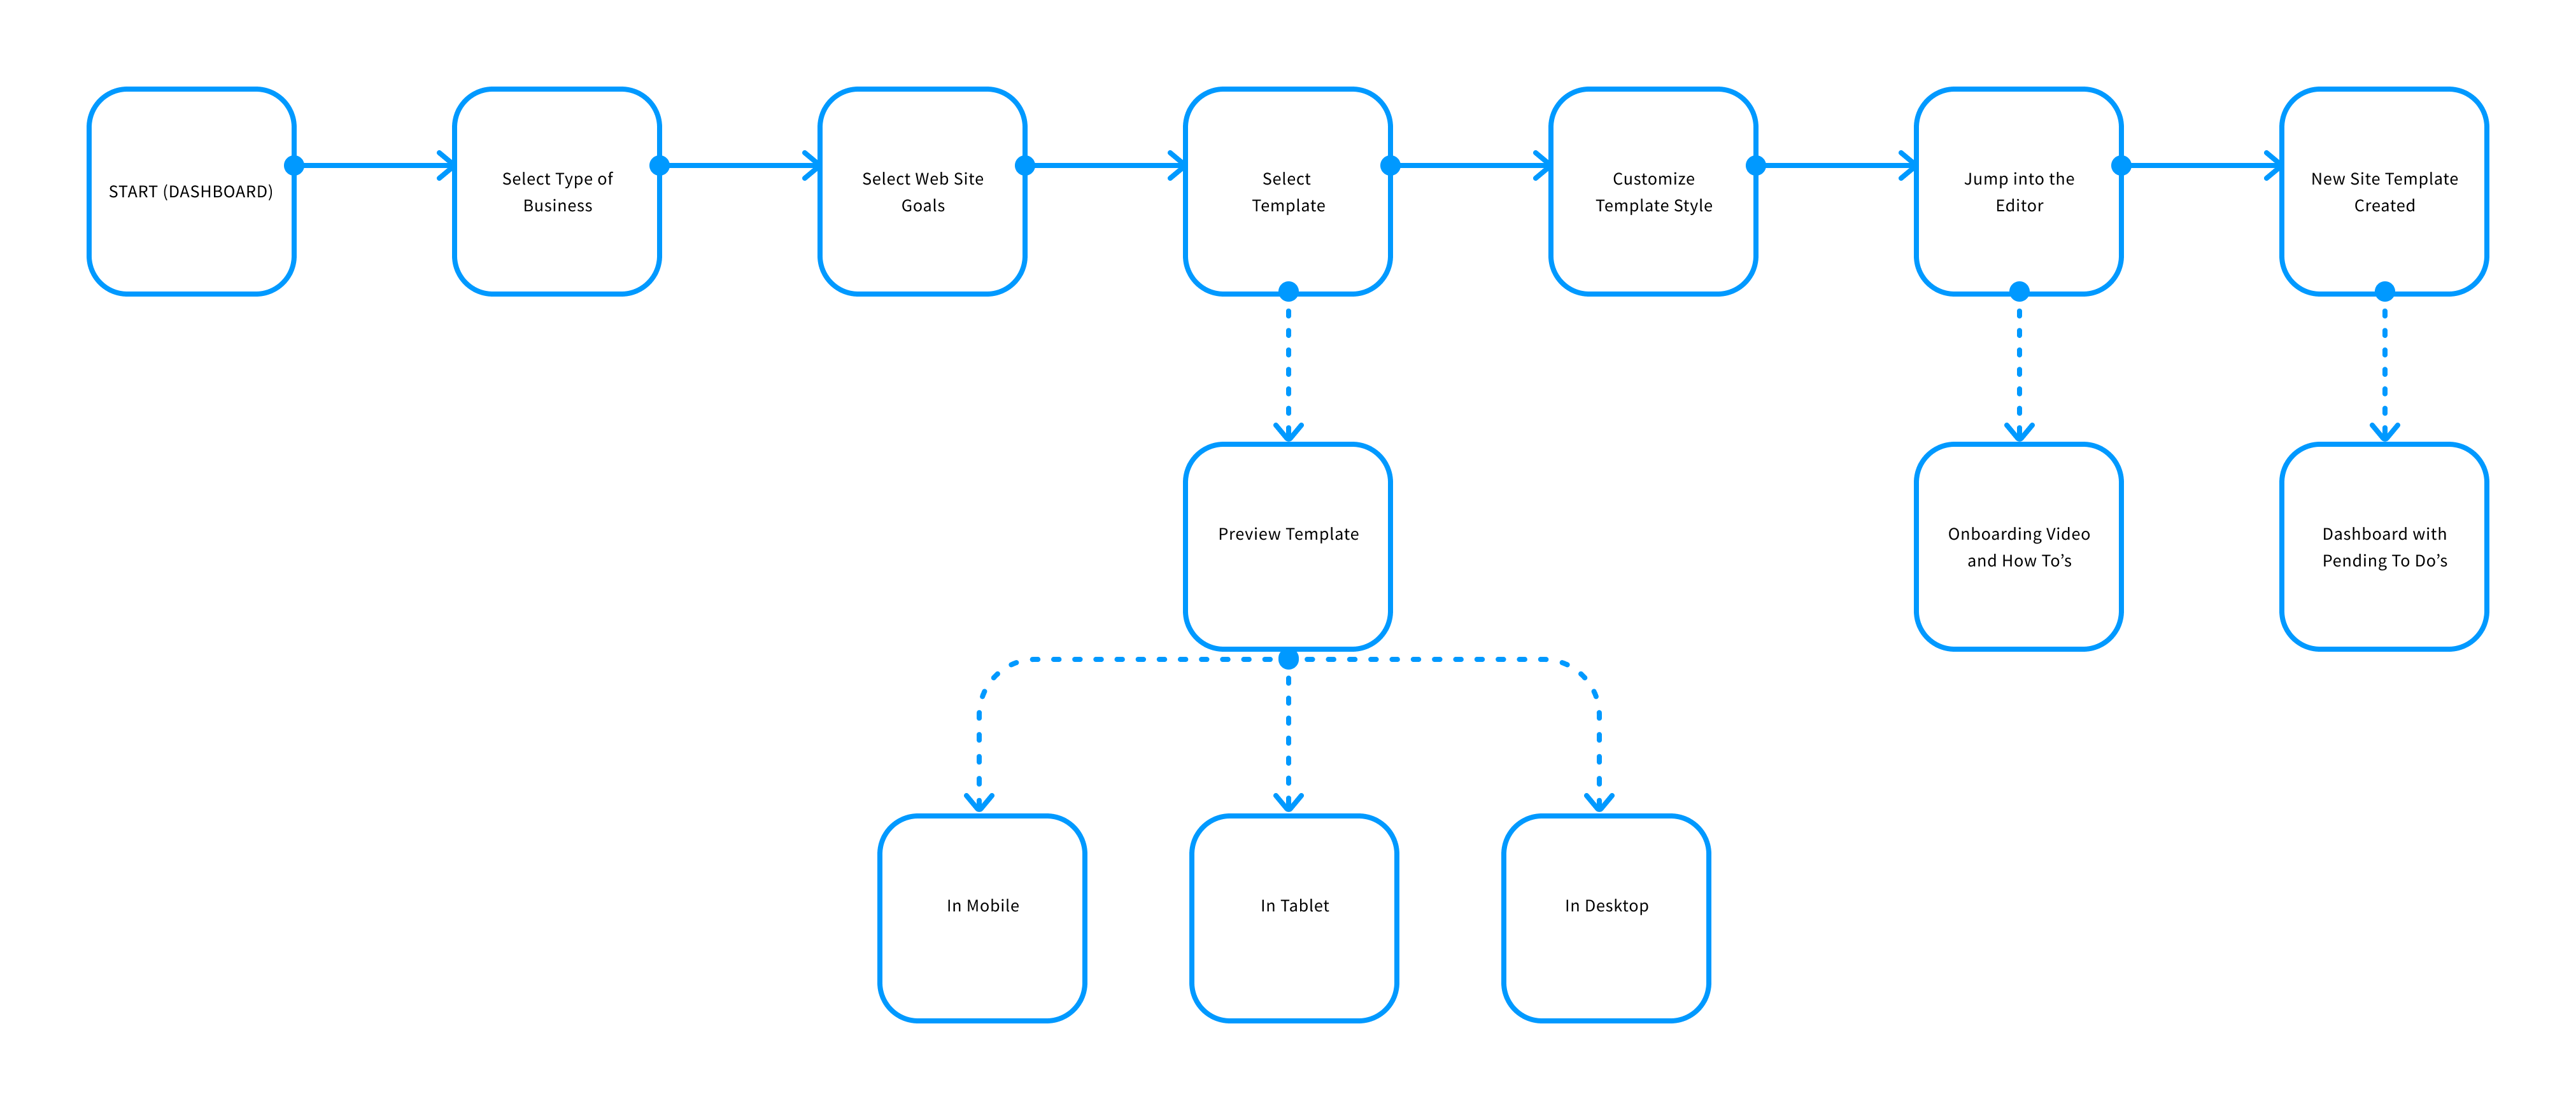 START (DASHBOARD)
Select Type of
Business
Select Web Site
Goals
Select
Template
Customize
Template Style
Jump into the
Editor
New Site Template
Created
Preview Template
Onboarding Video
and How To’s
Dashboard with
Pending To Do’s
In Mobile
In Tablet
In Desktop